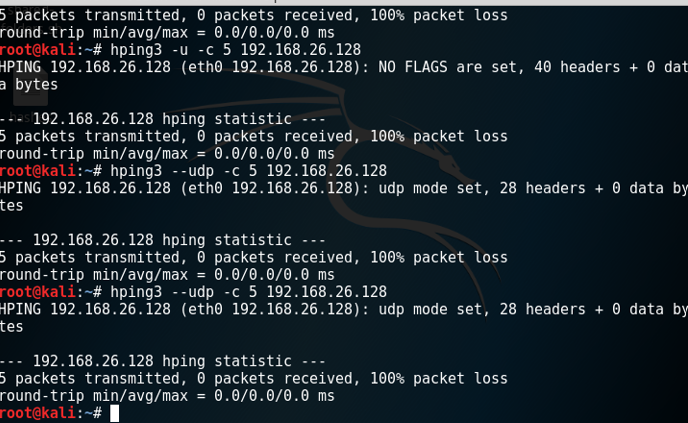 5 packets transmitted, 0 packets received, 100% packet loss
round-trip min/avg/max = 0.0/0.0/0.0 ms
root@kali:~# hping3 -u -c 5 192.168.26.128
HPING 192.168.26.128 (eth0 192.168.26.128): NO FLAGS are set, 40 headers + 0 dat
a bytes
--- 192.168.26.128 hping statistic ---
5 packets transmitted, 0 packets received, 100% packet loss
round-trip min/avg/max = 0.0/0.0/0.0 ms
root@kali:~# hping3 --udp -c 5 192.168.26.128
HPING 192.168.26.128 (eth0 192.168.26.128): udp mode set, 28 headers + 0 data by
tes
--- 192.168.26.128 hping statistic ---
5 packets transmitted, 0 packets received, 100% packet loss
round-trip min/avg/max = 0.0/0.0/0.0 ms
root@kali:~# hping3 --udp -c 5 192.168.26.128
HPING 192.168.26.128 (eth0 192.168.26.128): udp mode set, 28 headers + 0 data by
tes
--- 192.168.26.128 hping statistic ---
5 packets transmitted, 0 packets received, 100% packet loss
round-trip min/avg/max = 0.0/0.0/0.0 ms
root@kali:~#